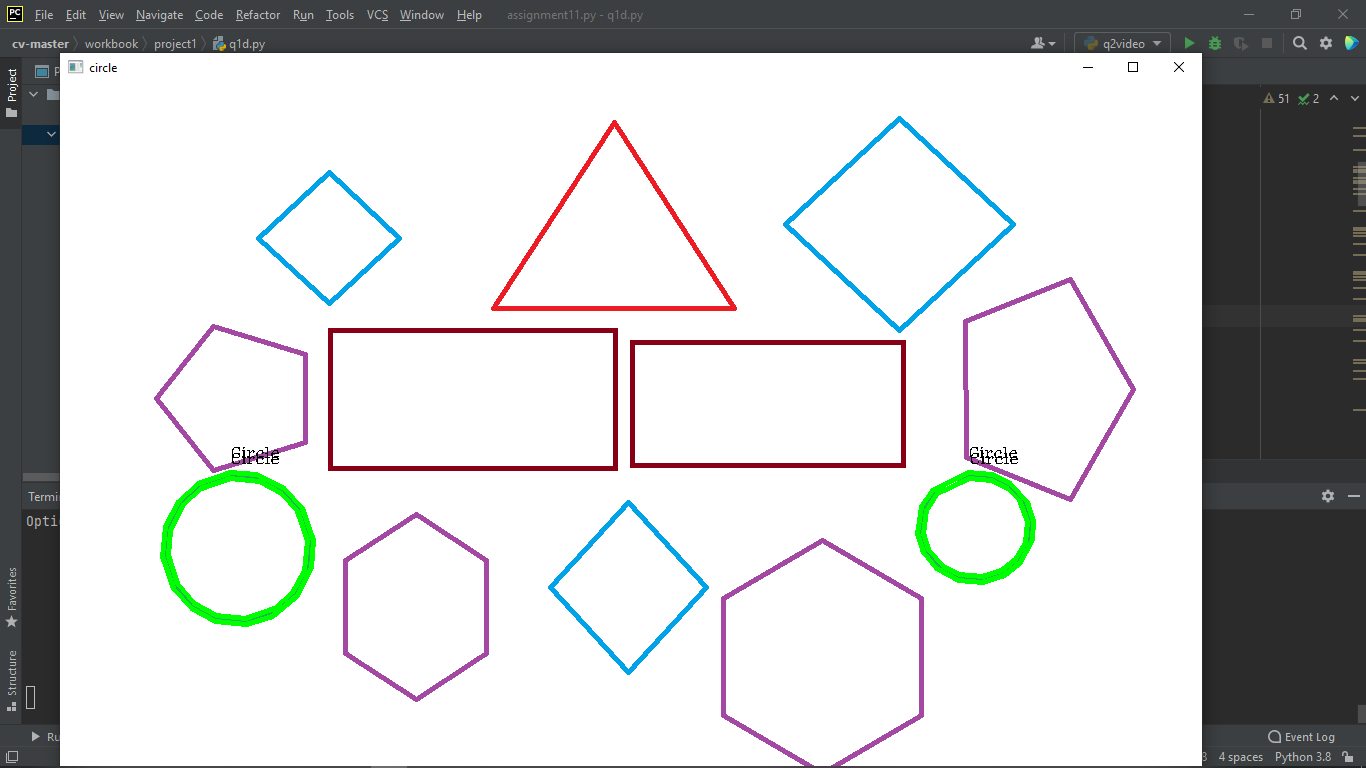 PC File Edit View Navigate Code Refactor Run Tools VCS Window Help assignment11.py - q1d.py
cv-master workbook project1 q1d.py q2video
circle
Project
P
51 2
Circle
Circle
Circle
Circle
Termi
Optio
Favorites
Structure
Ru
Event Log
4 spaces Python 3.8